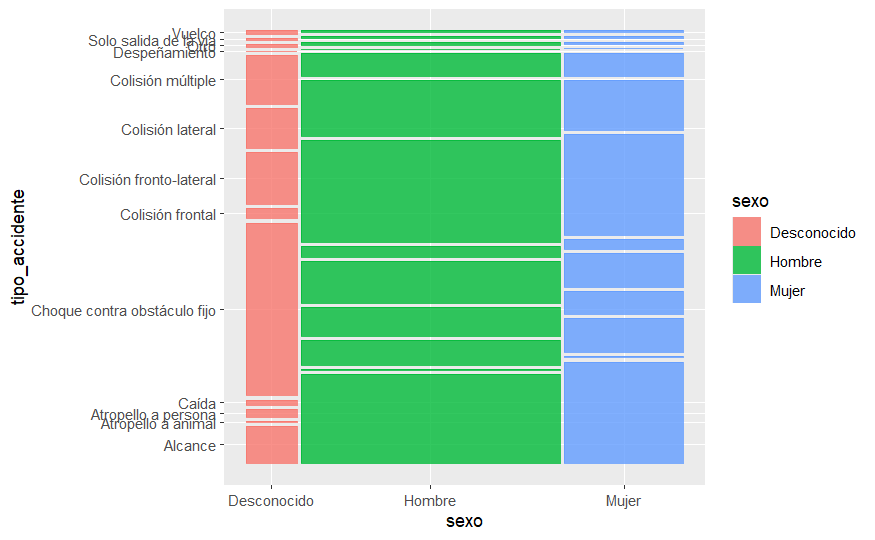 Vuelco
Solo salida de la vía
Otro
Despeñamiento
Colisión múltiple
Colisión lateral
Colisión fronto-lateral
Colisión frontal
Choque contra obstáculo fijo
Caída
Atropello a persona
Atropello a animal
Alcance
tipo_accidente
Desconocido
Hombre
Mujer
sexo
sexo
Desconocido
Hombre
Mujer